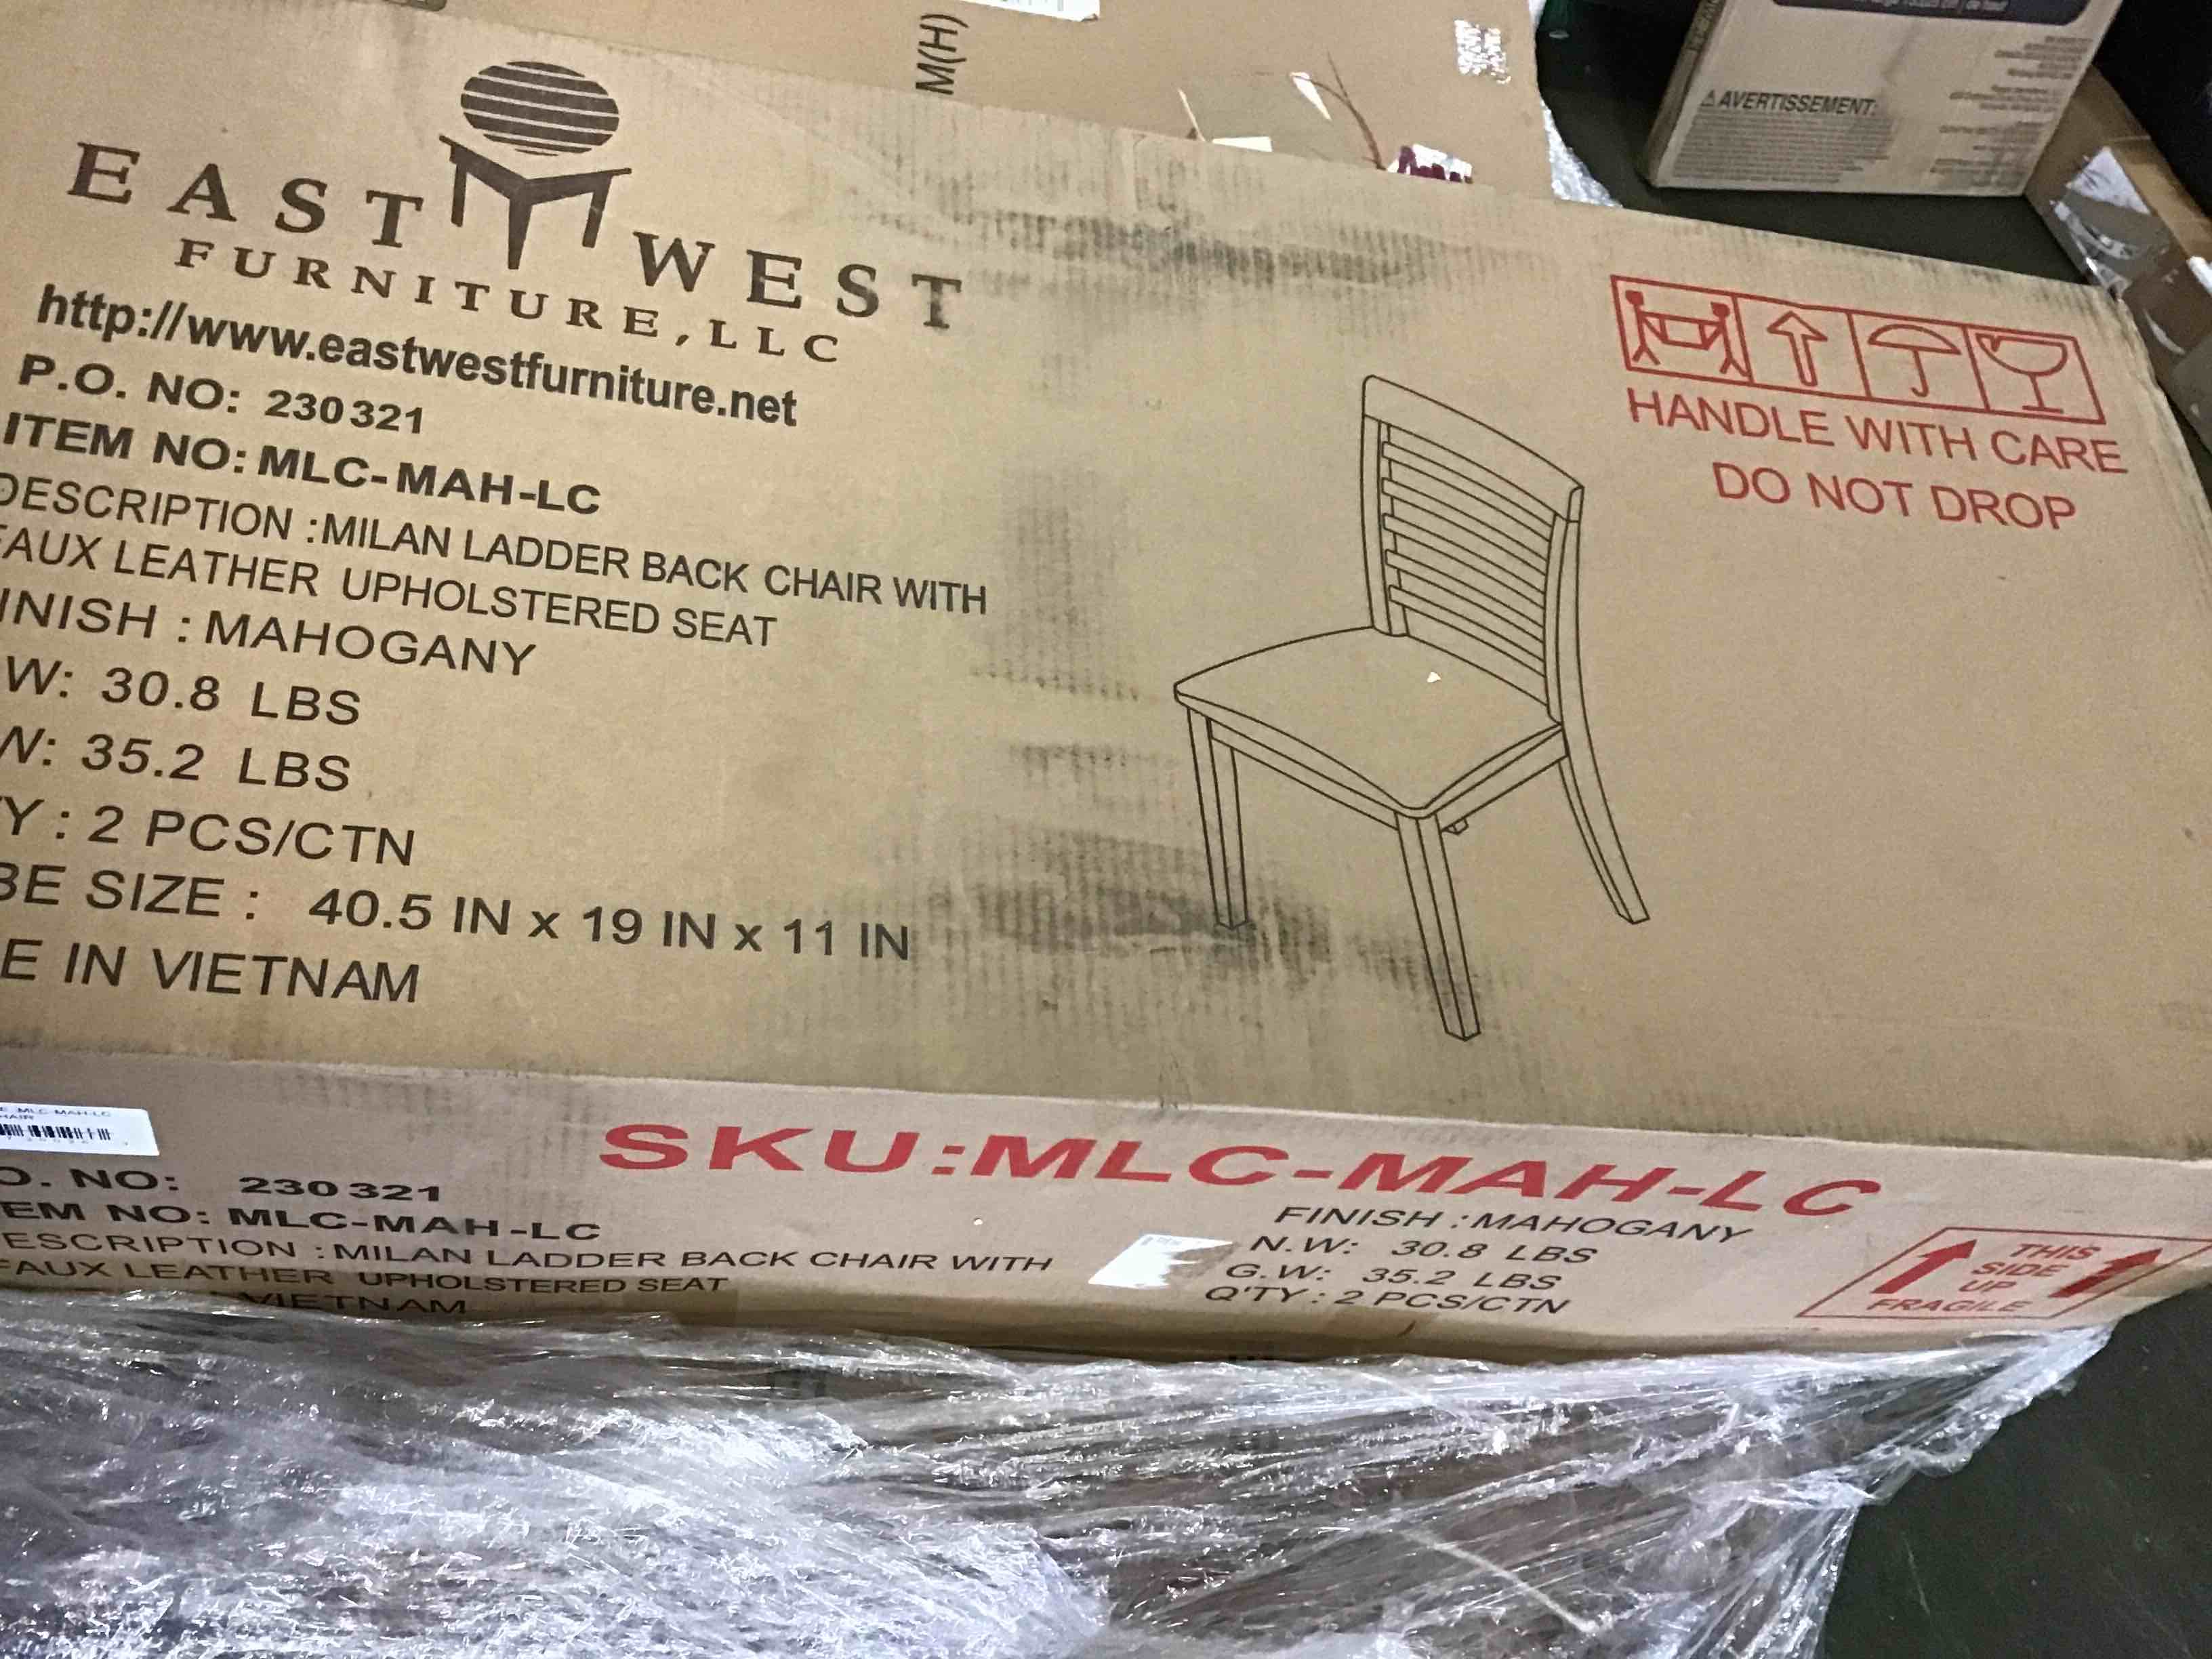 M(H)
AVERTISSEMENT:
EAST WEST
FURNITURE, LLC
http://www.eastwestfurniture.net
P.O. NO: 230321
ITEM NO: MLC-MAH-LC
DESCRIPTION : MILAN LADDER BACK CHAIR WITH
FAUX LEATHER UPHOLSTERED SEAT
INISH : MAHOGANY
W: 30.8 LBS
W: 35.2 LBS
Y : 2 PCS/CTN
BE SIZE : 40.5 IN x 19 IN x 11 IN
E IN VIETNAM
HANDLE WITH CARE
DO NOT DROP
MLC-MAH-LC
HAIR
SKU:MLC-MAH-LC
O. NO: 230321
EM NO: MLC-MAH-LC
ESCRIPTION : MILAN LADDER BACK CHAIR WITH
FAUX LEATHER UPHOLSTERED SEAT
VIETNAM
FINISH : MAHOGANY
N.W: 30.8 LBS
G.W: 35.2 LBS
Q'TY : 2 PCS/CTN
THIS
SIDE
UP
FRAGILE